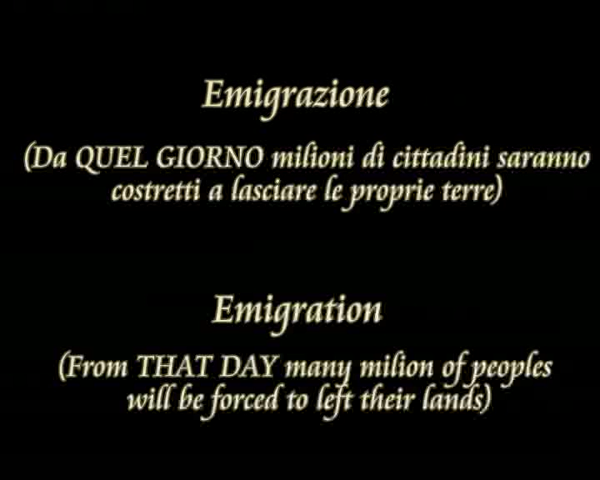 Emigrazione
(Da QUEL GIORNO milioni di cittadini saranno
costretti a lasciare le proprie terre)
Emigration
(From THAT DAY many milion of peoples
will be forced to left their lands)